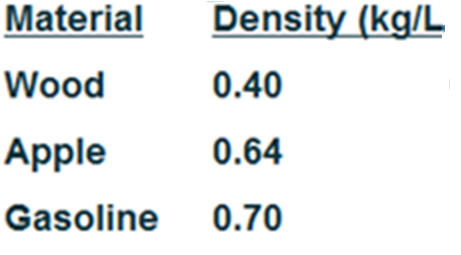 Material Density (kg/L
Wood 0.40
Apple 0.64
Gasoline 0.70